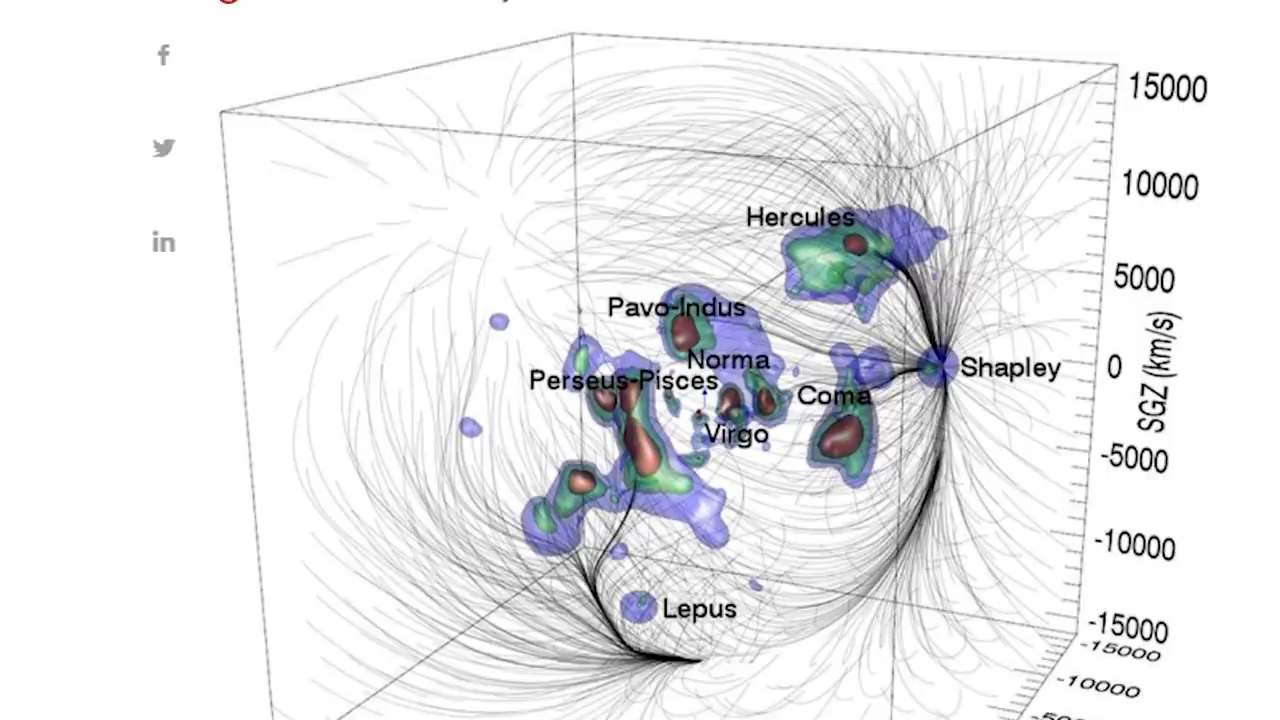 f
in
15000
10000
Hercules
5000
Pavo-Indus
Norma
0
SGZ (km/s)
Shapley
Perseus-Pisces
Coma
Virgo
-5000
-10000
Lepus
-15000
-15000
-10000